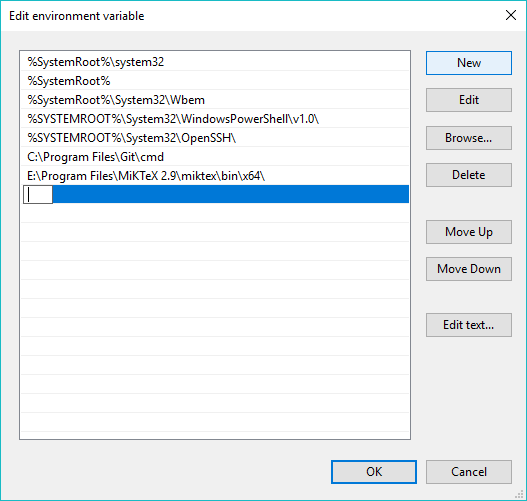 Edit environment variable
%SystemRoot%\system32
%SystemRoot%
%SystemRoot%\System32\Wbem
%SYSTEMROOT%\System32\WindowsPowerShell\v1.0\
%SYSTEMROOT%\System32\OpenSSH\
C:\Program Files\Git\cmd
E:\Program Files\MiKTeX 2.9\miktex\bin\x64\
New
Edit
Browse...
Delete
Move Up
Move Down
Edit text...
OK
Cancel